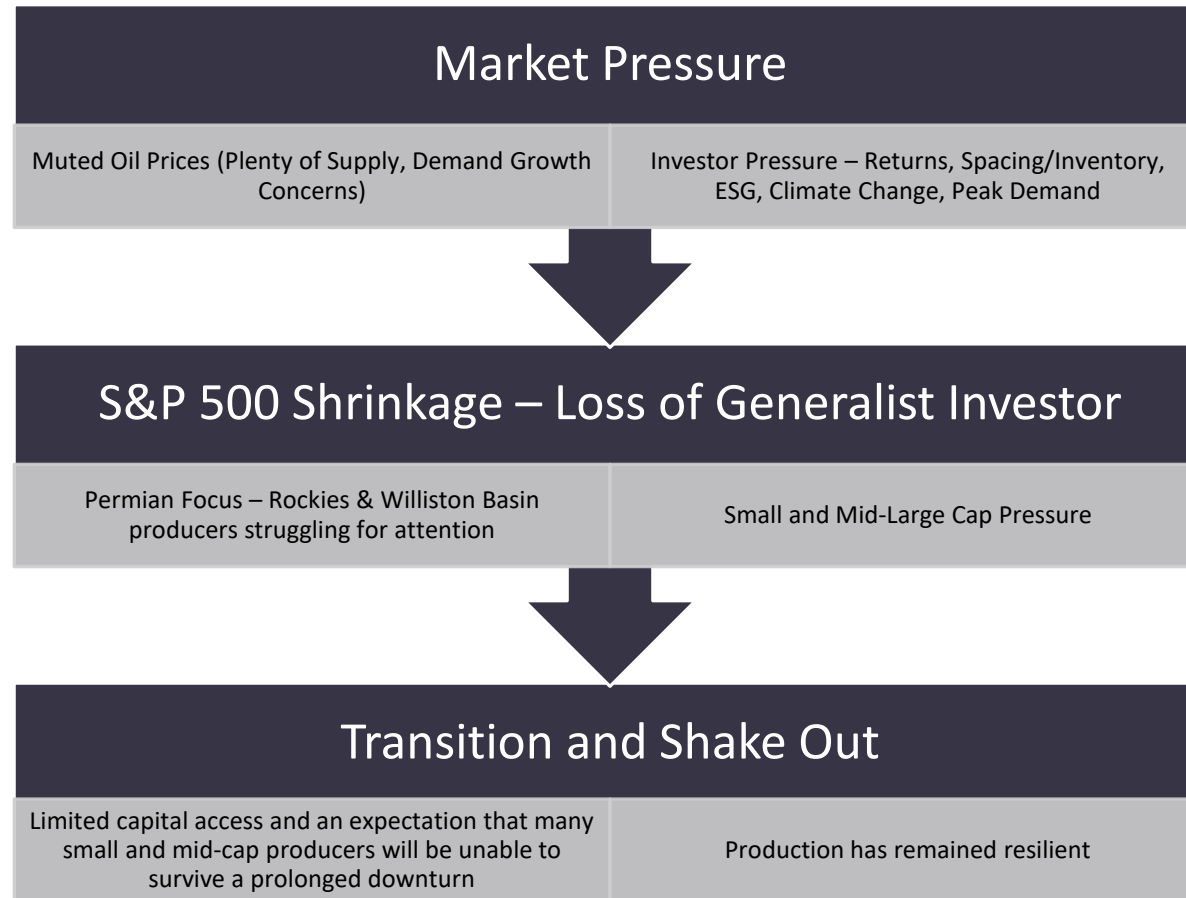 Market Pressure
Muted Oil Prices (Plenty of Supply, Demand Growth
Concerns)
Investor Pressure – Returns, Spacing/Inventory,
ESG, Climate Change, Peak Demand
S&P 500 Shrinkage – Loss of Generalist Investor
Permian Focus – Rockies & Williston Basin
producers struggling for attention
Small and Mid-Large Cap Pressure
Transition and Shake Out
Limited capital access and an expectation that many
small and mid-cap producers will be unable to
survive a prolonged downturn
Production has remained resilient